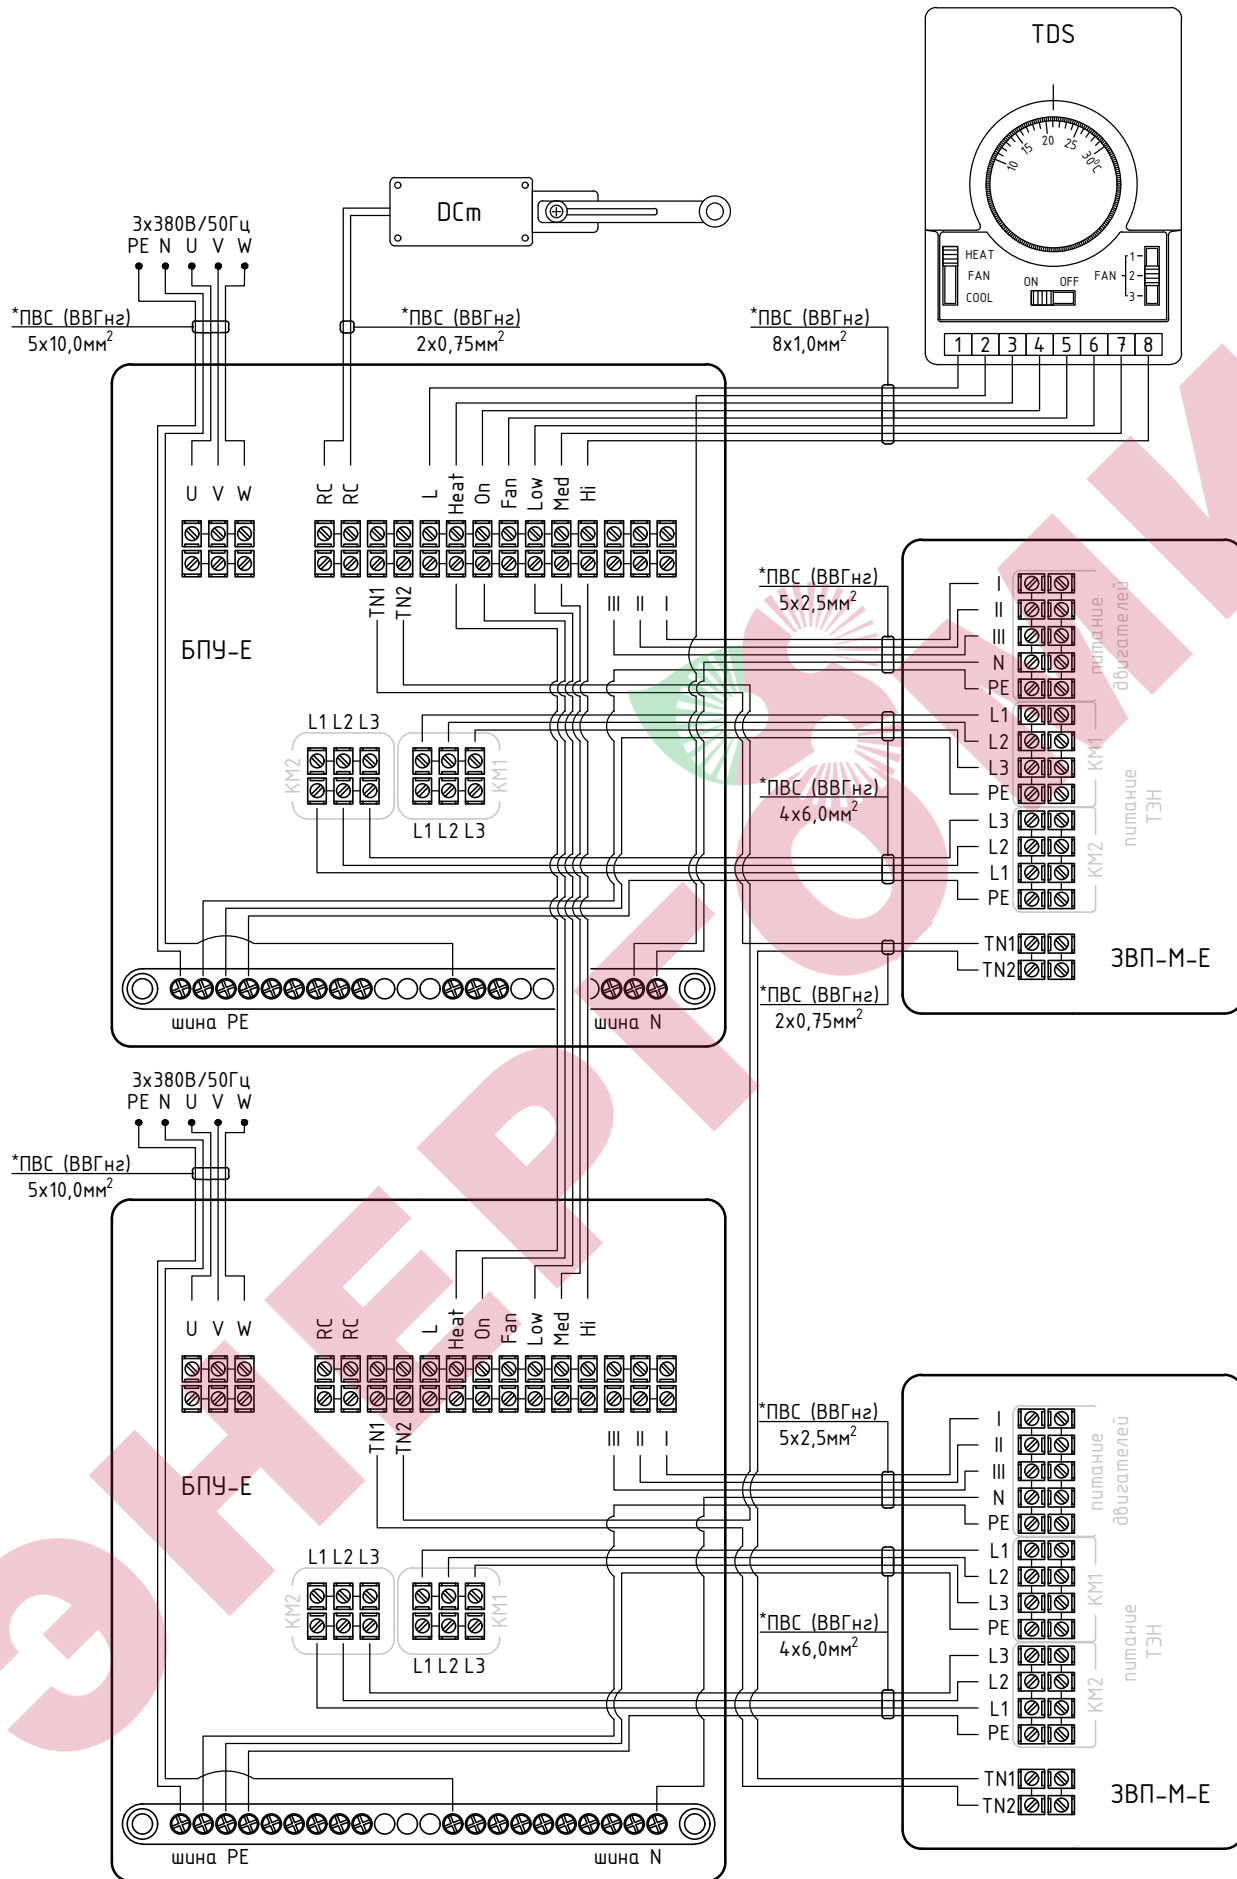 TDS
10 15 20 25 30°C
HEAT
FAN
COOL
ON OFF
FAN
1
2
3
1 2 3 4 5 6 7 8
DCm
3x380В/50Гц
PE N U V W
*ПВС (ВВГнг)
5x10,0мм²
*ПВС (ВВГнг)
2x0,75мм²
*ПВС (ВВГнг)
8x1,0мм²
U V W
RC RC L Heat On Fan Low Med Hi
TN1 TN2 III II I
БПУ-Е
L1 L2 L3
KM2
KM1
L1 L2 L3
шина PE
шина N
*ПВС (ВВГнг)
5x2,5мм²
*ПВС (ВВГнг)
4x6,0мм²
*ПВС (ВВГнг)
2x0,75мм²
I
II
III
N
PE
L1
L2
L3
PE
L3
L2
L1
PE
TN1
TN2
питание
двигателей
KM1
KM2
питание
ТЭН
ЗВП-М-Е
3x380В/50Гц
PE N U V W
*ПВС (ВВГнг)
5x10,0мм²
U V W
RC RC L Heat On Fan Low Med Hi
TN1 TN2 III II I
БПУ-Е
L1 L2 L3
KM2
KM1
L1 L2 L3
шина PE
шина N
*ПВС (ВВГнг)
5x2,5мм²
*ПВС (ВВГнг)
4x6,0мм²
I
II
III
N
PE
L1
L2
L3
PE
L3
L2
L1
PE
TN1
TN2
питание
двигателей
KM1
KM2
питание
ТЭН
ЗВП-М-Е
ЭНЕРГОМИ